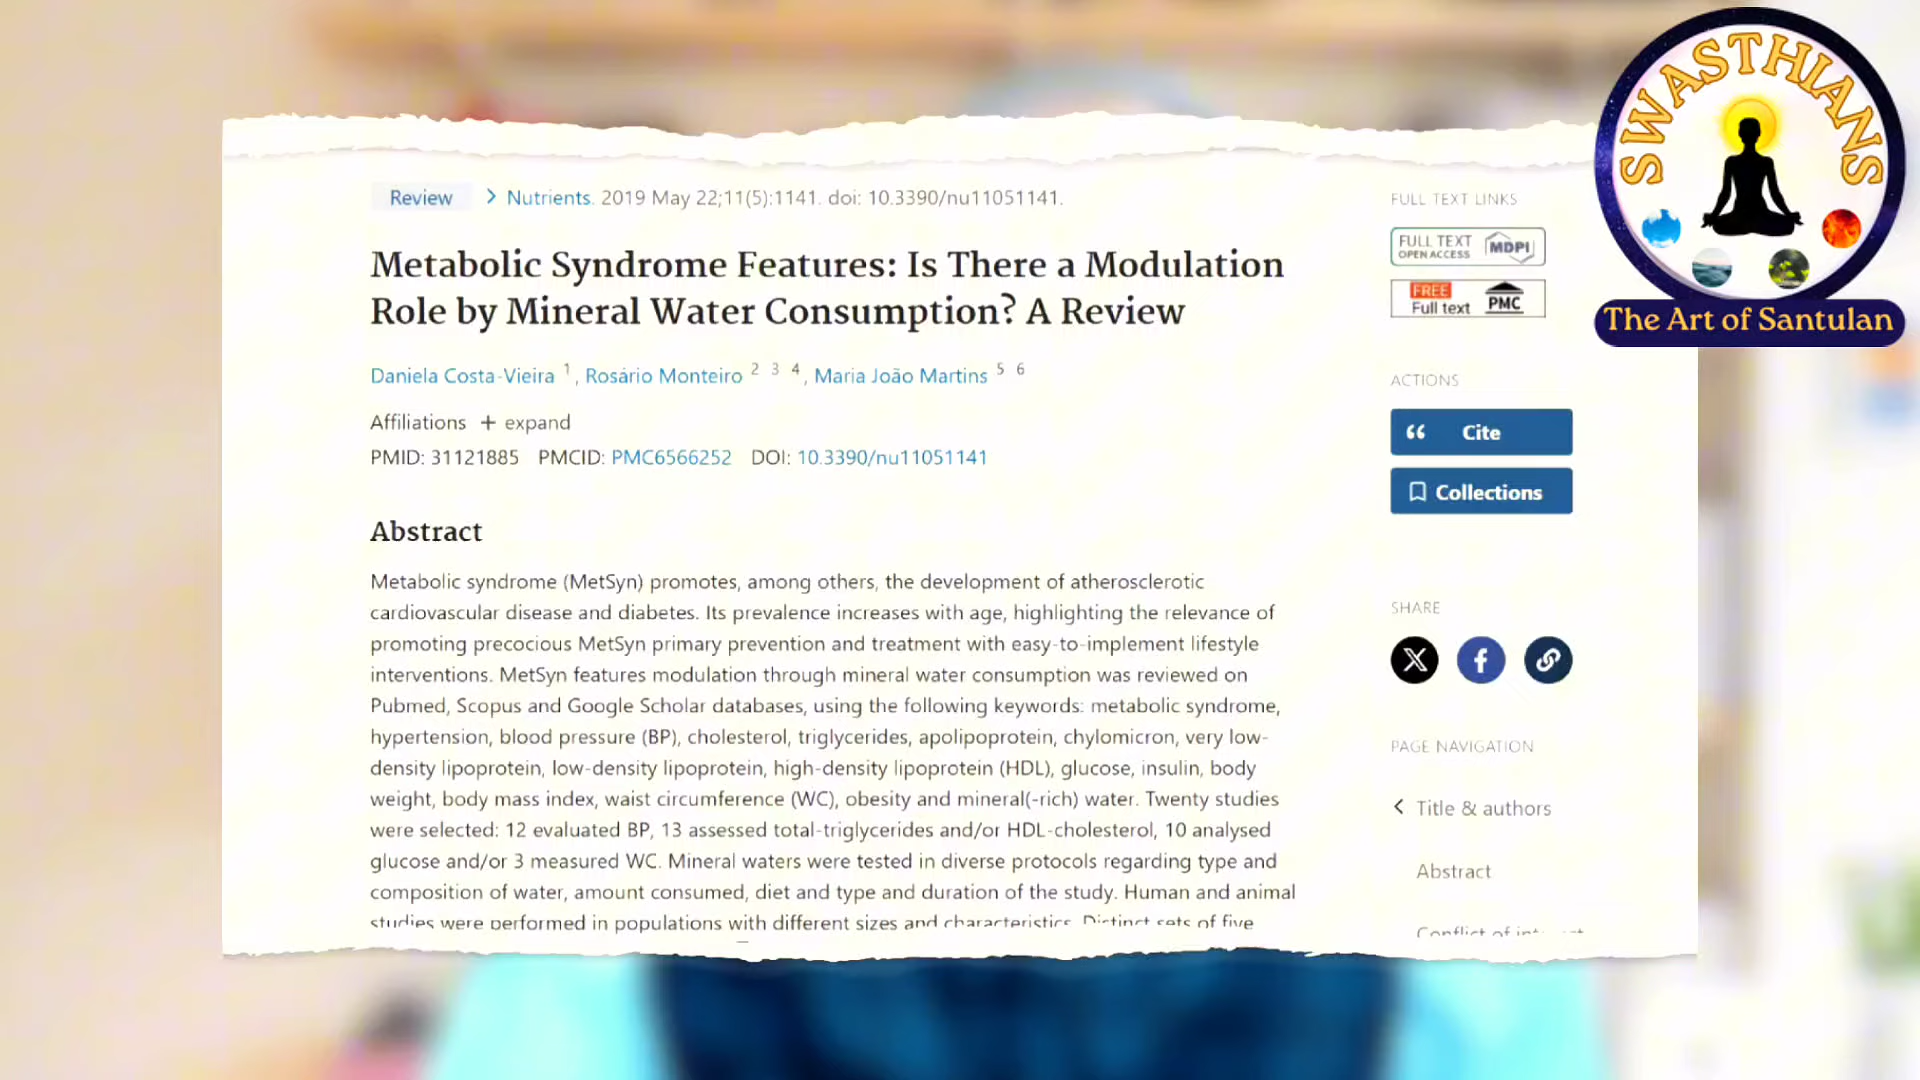 SWASTHIANS
The Art of Santulan
Review > Nutrients. 2019 May 22;11(5):1141. doi: 10.3390/nu11051141.
Metabolic Syndrome Features: Is There a Modulation
Role by Mineral Water Consumption? A Review
Daniela Costa-Vieira 1, Rosário Monteiro 2 3 4, Maria João Martins 5 6
Affiliations + expand
PMID: 31121885 PMCID: PMC6566252 DOI: 10.3390/nu11051141
Abstract
Metabolic syndrome (MetSyn) promotes, among others, the development of atherosclerotic
cardiovascular disease and diabetes. Its prevalence increases with age, highlighting the relevance of
promoting precocious MetSyn primary prevention and treatment with easy-to-implement lifestyle
interventions. MetSyn features modulation through mineral water consumption was reviewed on
Pubmed, Scopus and Google Scholar databases, using the following keywords: metabolic syndrome,
hypertension, blood pressure (BP), cholesterol, triglycerides, apolipoprotein, chylomicron, very low-
density lipoprotein, low-density lipoprotein, high-density lipoprotein (HDL), glucose, insulin, body
weight, body mass index, waist circumference (WC), obesity and mineral(-rich) water. Twenty studies
were selected: 12 evaluated BP, 13 assessed total-triglycerides and/or HDL-cholesterol, 10 analysed
glucose and/or 3 measured WC. Mineral waters were tested in diverse protocols regarding type and
composition of water, amount consumed, diet and type and duration of the study. Human and animal
studies were performed in populations with different sizes and characteristics. Distinct sets of five
FULL TEXT LINKS
FULL TEXT
OPEN ACCESS
MDPI
FREE
Full text
PMC
ACTIONS
Cite
Collections
SHARE
PAGE NAVIGATION
Title & authors
Abstract
Conflict of